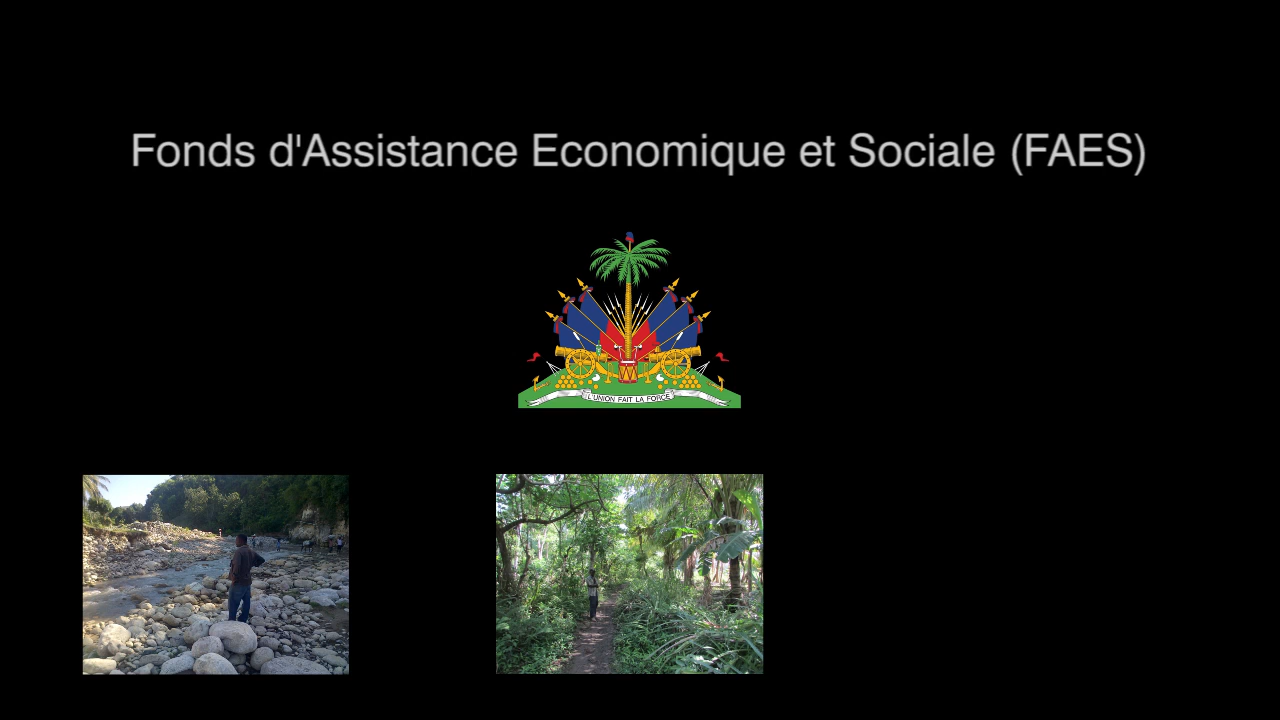 Fonds d'Assistance Economique et Sociale (FAES)
L'UNION FAIT LA FORCE